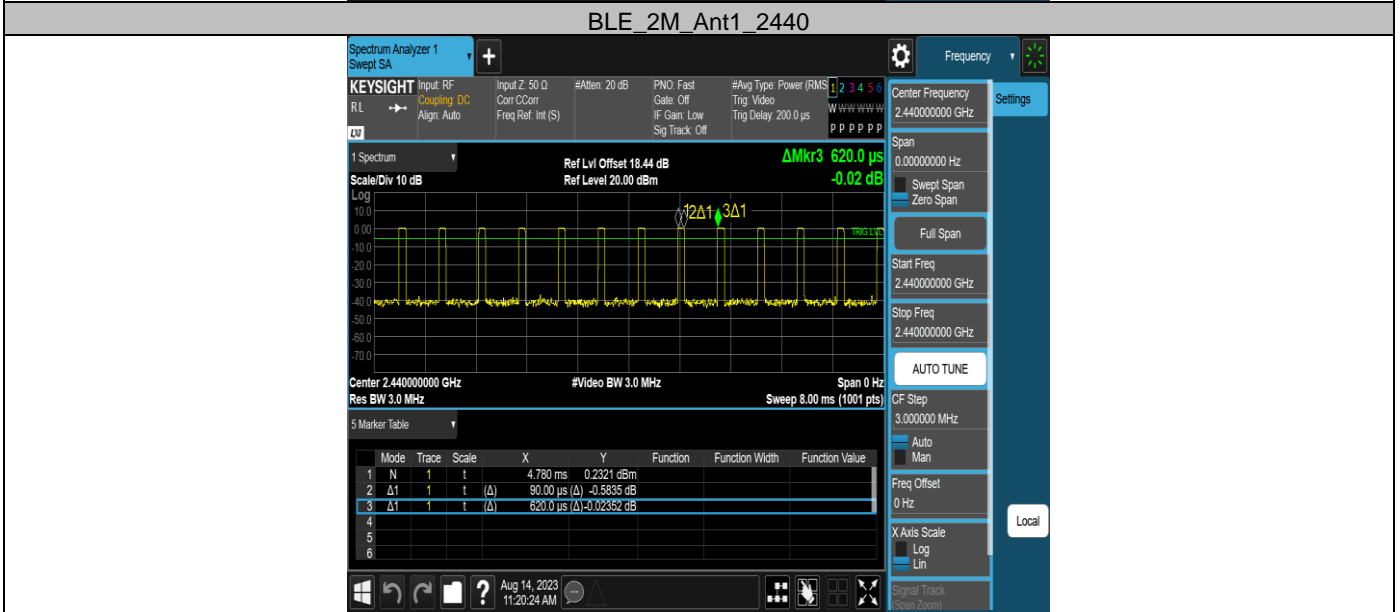 BLE_2M_Ant1_2440
Spectrum Analyzer 1
Swept SA
+
Frequency
KEYSIGHT
RL
LXI
Input: RF
Coupling: DC
Align: Auto
Input Z: 50 Ω
Corr CCorr
Freq Ref: Int (S)
#Atten: 20 dB
PNO: Fast
Gate: Off
IF Gain: Low
Sig Track: Off
#Avg Type: Power (RMS
Trig: Video
Trig Delay: 200.0 µs
1 2 3 4 5 6
W W W W W W
P P P P P P
1 Spectrum
Scale/Div 10 dB
Ref Lvl Offset 18.44 dB
Ref Level 20.00 dBm
ΔMkr3 620.0 µs
-0.02 dB
Log
10.0
0.00
-10.0
-20.0
-30.0
-40.0
-50.0
-60.0
-70.0
2Δ1
3Δ1
TRIG LVL
Center 2.440000000 GHz
#Video BW 3.0 MHz
Span 0 Hz
Res BW 3.0 MHz
Sweep 8.00 ms (1001 pts)
5 Marker Table
Mode Trace Scale X Y Function Function Width Function Value
1 N 1 t 4.780 ms 0.2321 dBm
2 Δ1 1 t (Δ) 90.00 µs (Δ) -0.5835 dB
3 Δ1 1 t (Δ) 620.0 µs (Δ) -0.02352 dB
4
5
6
Aug 14, 2023
11:20:24 AM
Center Frequency
2.440000000 GHz
Span
0.00000000 Hz
Swept Span
Zero Span
Full Span
Start Freq
2.440000000 GHz
Stop Freq
2.440000000 GHz
AUTO TUNE
CF Step
3.000000 MHz
Auto
Man
Freq Offset
0 Hz
X Axis Scale
Log
Lin
Signal Track
(Span Zoom)
Settings
Local